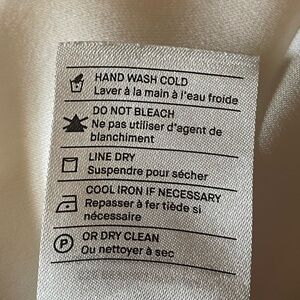 HAND WASH COLD
Laver à la main à l'eau froide
DO NOT BLEACH
Ne pas utiliser d'agent de
blanchiment
LINE DRY
Suspendre pour sécher
COOL IRON IF NECESSARY
Repasser à fer tiède si
nécessaire
P
OR DRY CLEAN
Ou nettoyer à sec